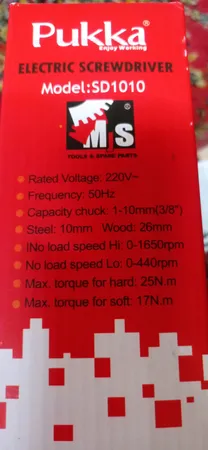 Pukka
Enjoy Working
ELECTRIC SCREWDRIVER
Model:SD1010
M S
TOOLS & SPARE PARTS
Rated Voltage: 220V~
Frequency: 50Hz
Capacity chuck: 1-10mm(3/8")
Steel: 10mm Wood: 26mm
INo load speed Hi: 0-1650rpm
No load speed Lo: 0-440rpm
Max. torque for hard: 25N.m
Max. torque for soft: 17N.m